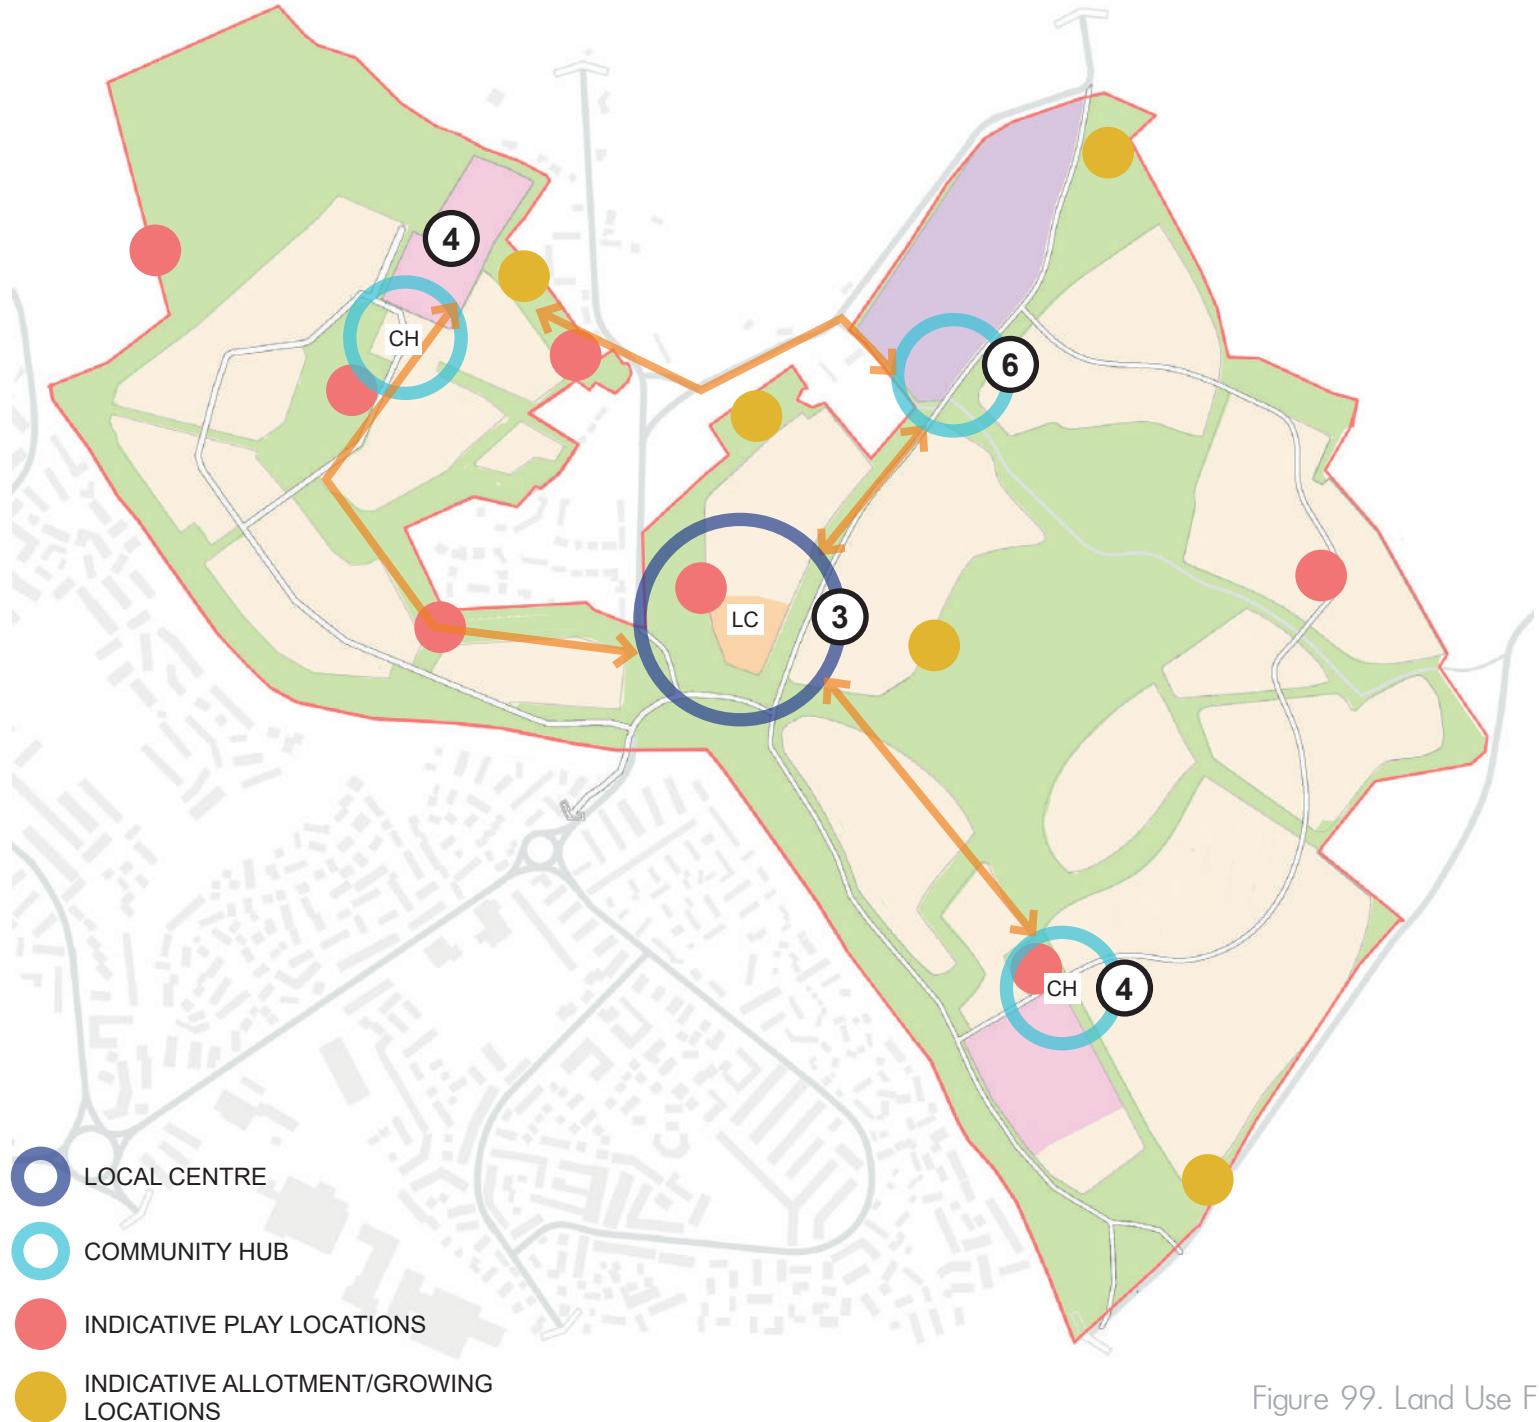 4
CH
6
3
LC
CH
4
LOCAL CENTRE
COMMUNITY HUB
INDICATIVE PLAY LOCATIONS
INDICATIVE ALLOTMENT/GROWING
LOCATIONS
Figure 99. Land Use F